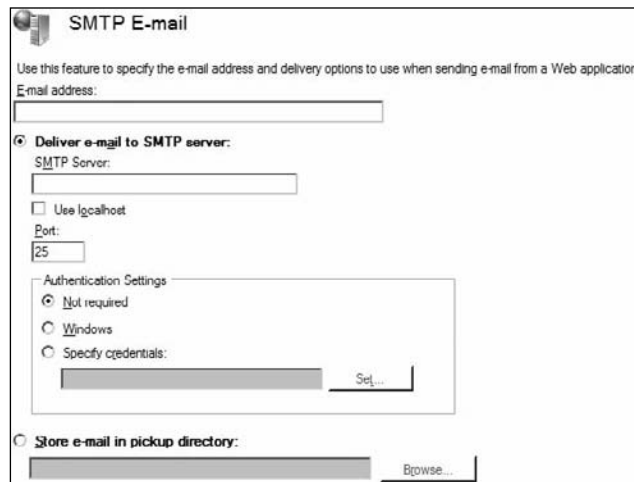 SMTP E-mail
Use this feature to specify the e-mail address and delivery options to use when sending e-mail from a Web application
E-mail address:
Deliver e-mail to SMTP server:
SMTP Server:
Use localhost
Port:
25
Authentication Settings
Not required
Windows
Specify credentials:
Set...
Store e-mail in pickup directory:
Browse...